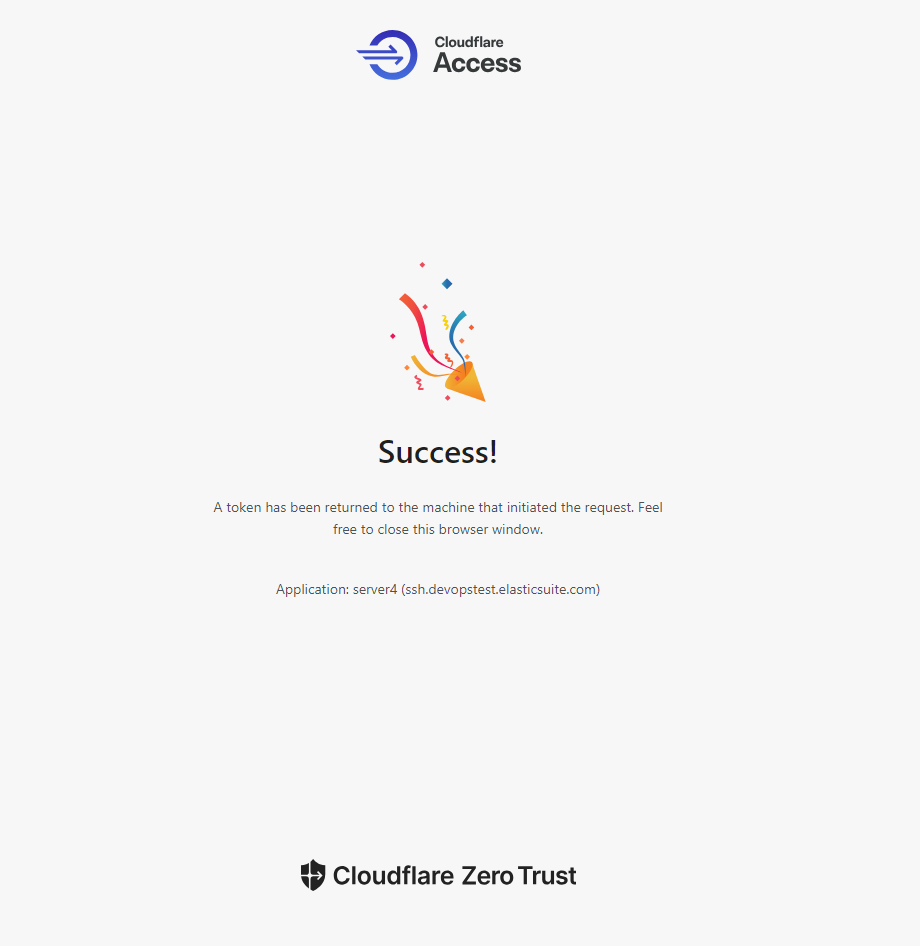 Cloudflare
Access
Success!
A token has been returned to the machine that initiated the request. Feel
free to close this browser window.
Application: server4 (ssh.devopstest.elasticsuite.com)
Cloudflare Zero Trust